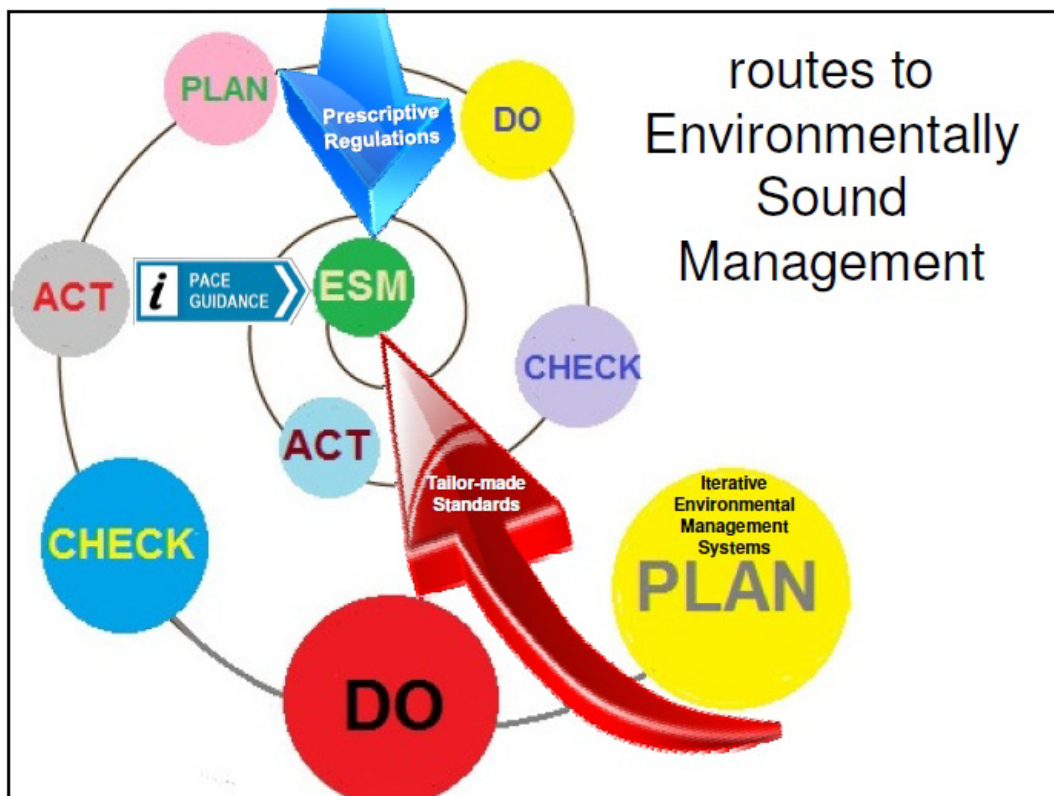 routes to
Environmentally
Sound
Management
PLAN
Prescriptive
Regulations
DO
ACT
i
PACE
GUIDANCE
ESM
CHECK
ACT
Tailor-made
Standards
Iterative
Environmental
Management
Systems
PLAN
CHECK
DO